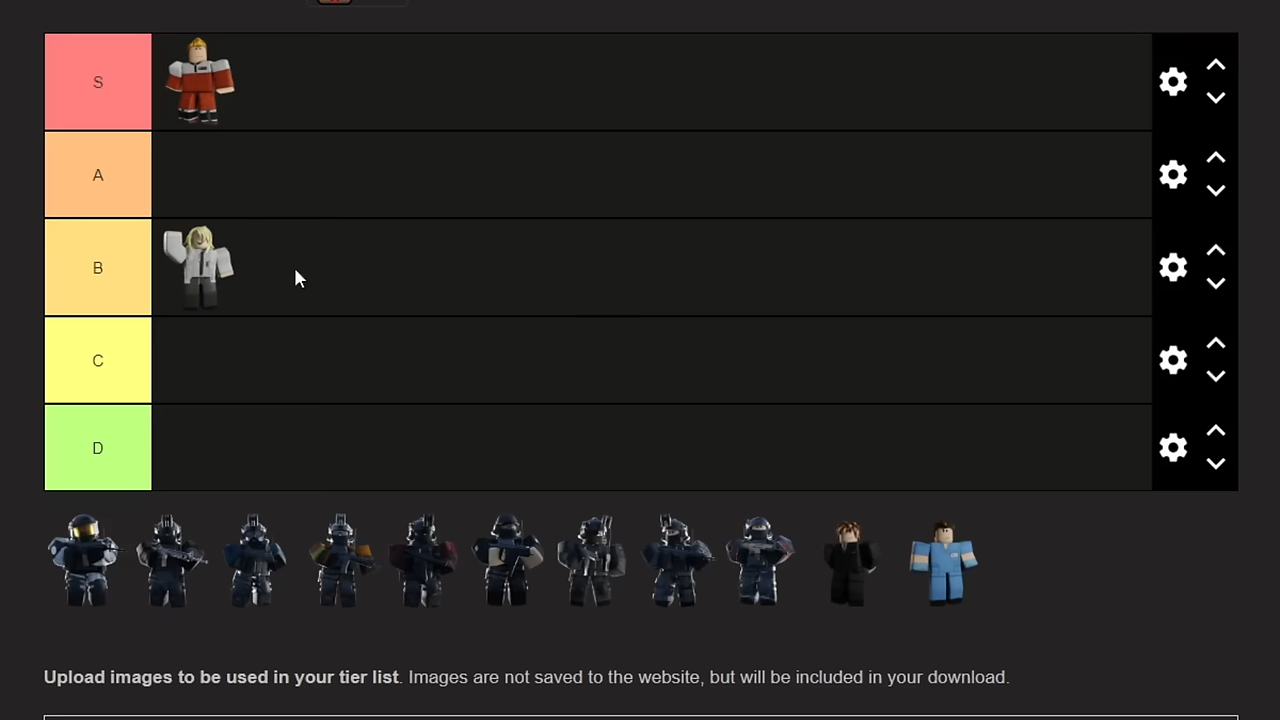 S
A
B
C
D
Upload images to be used in your tier list. Images are not saved to the website, but will be included in your download.